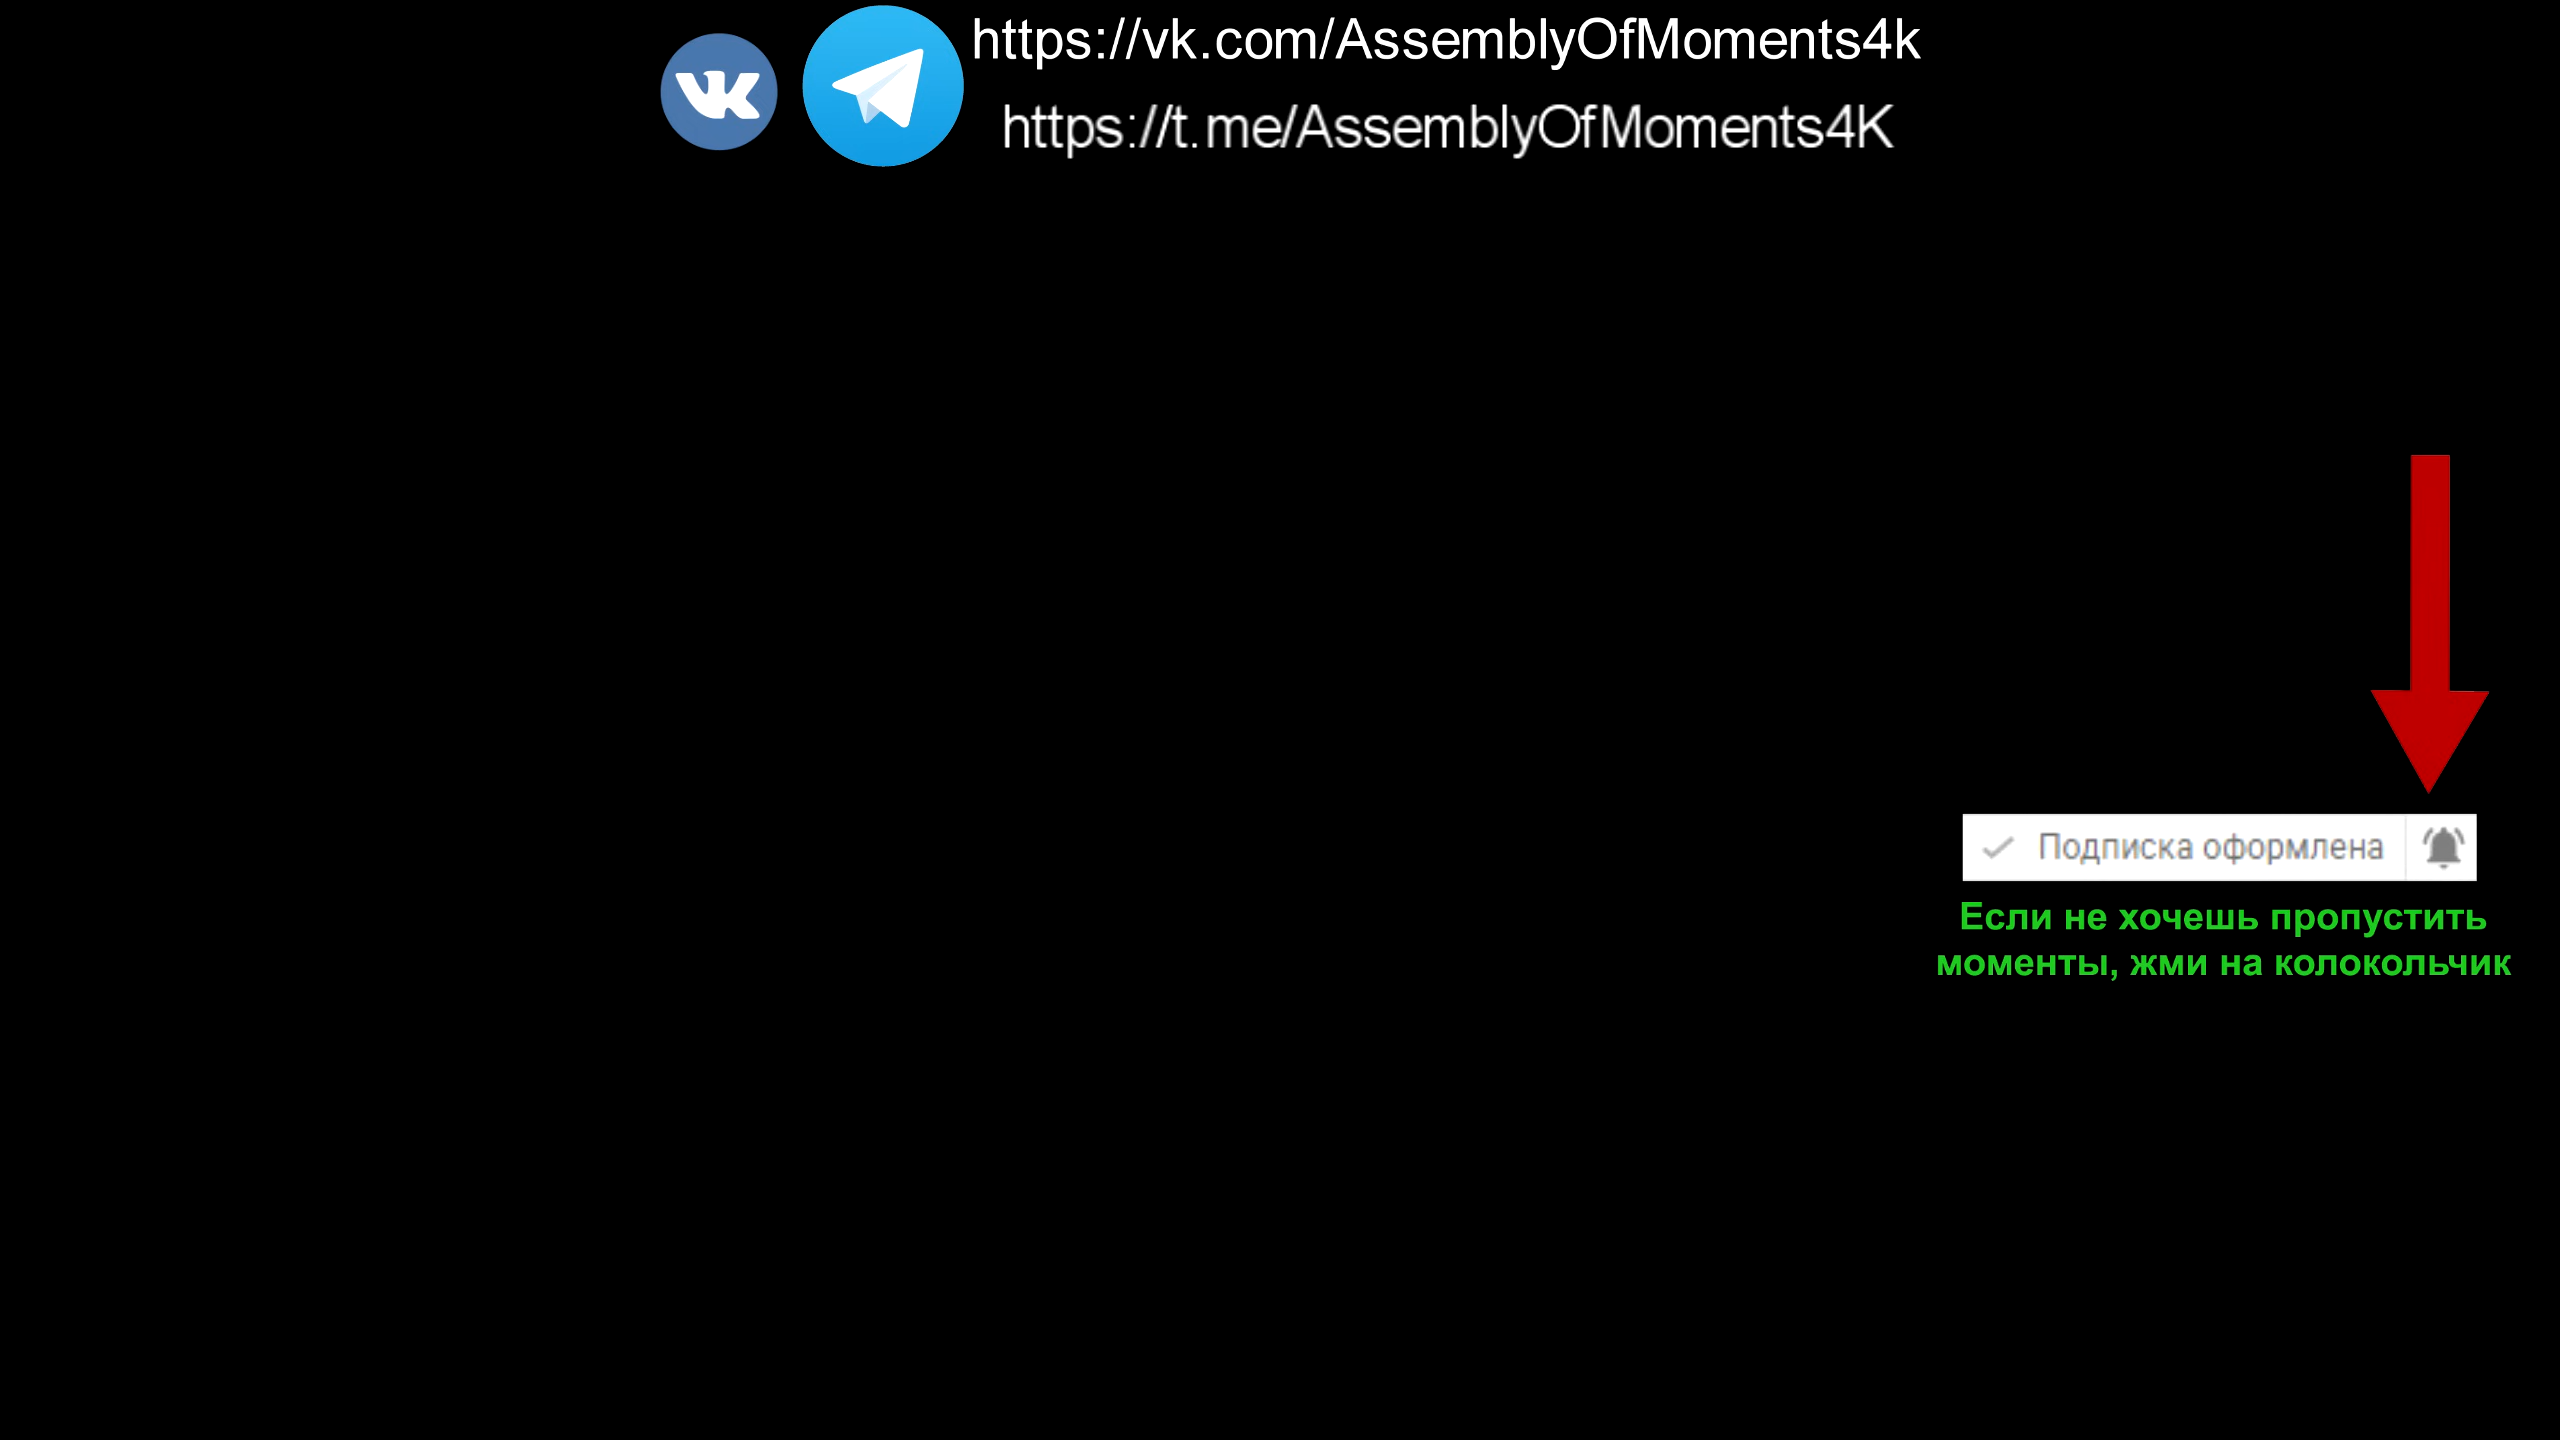 https://vk.com/AssemblyOfMoments4k
https://t.me/AssemblyOfMoments4K
Подписка оформлена
Если не хочешь пропустить
моменты, жми на колокольчик